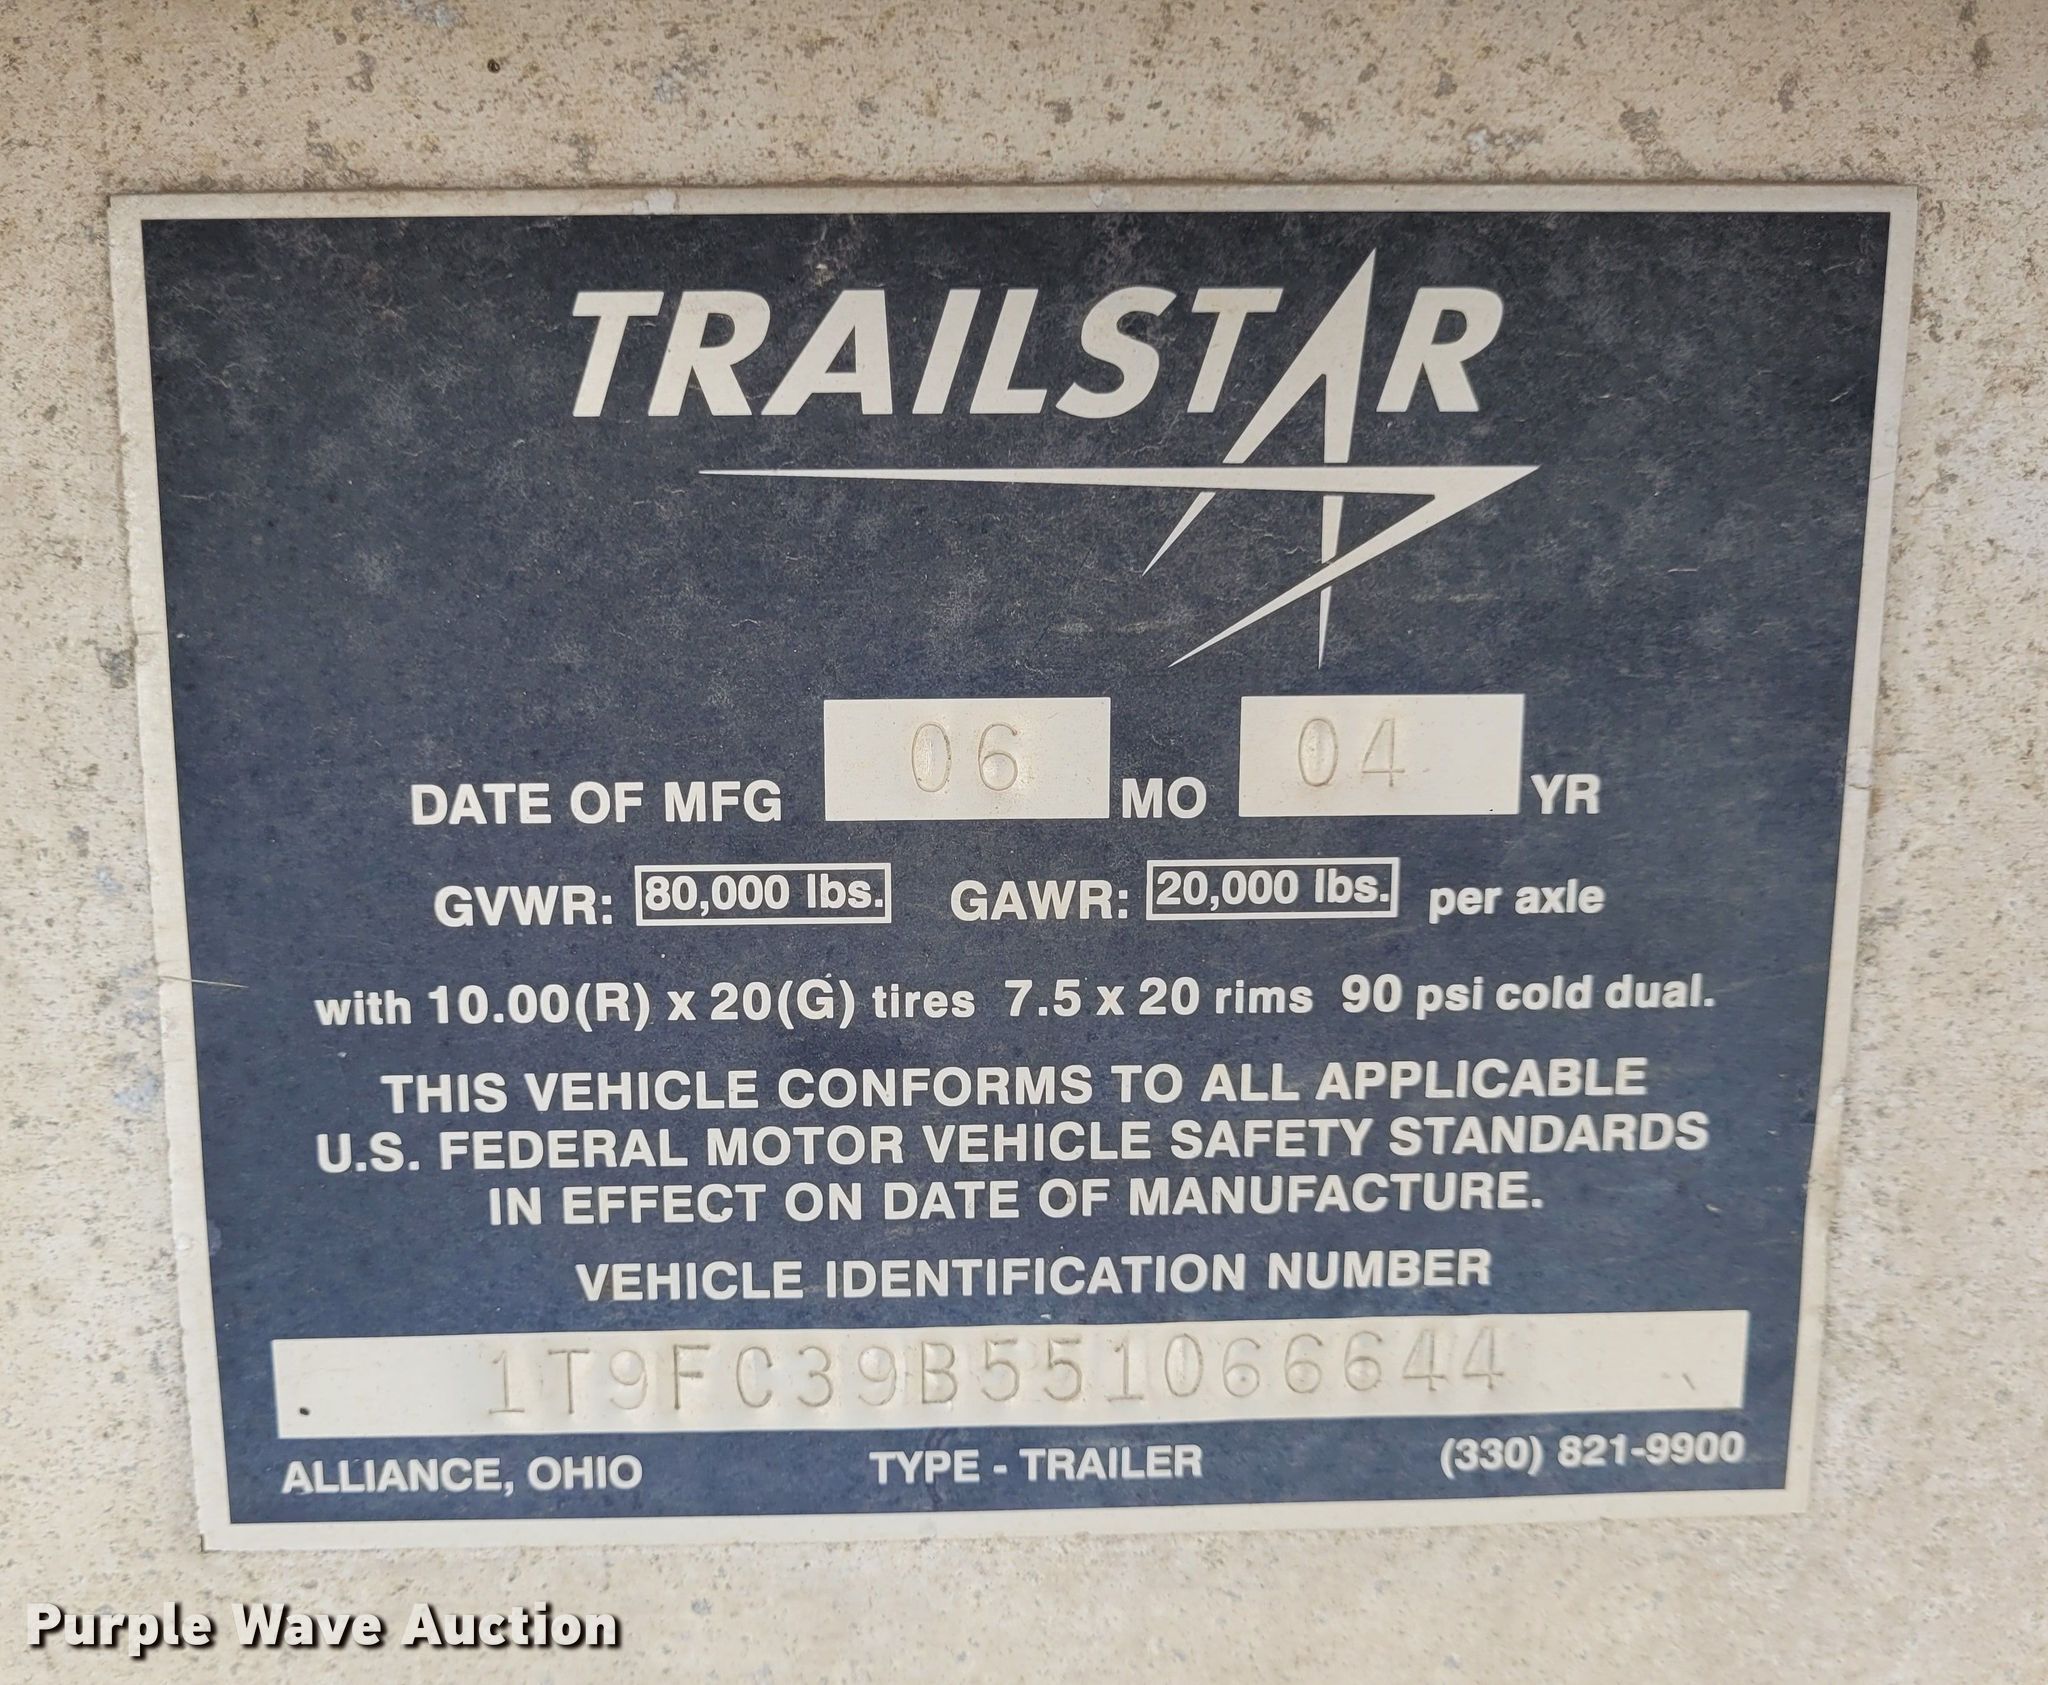 TRAILSTAR
DATE OF MFG 06 MO 04 YR
GVWR: 80,000 lbs. GAWR: 20,000 lbs. per axle
with 10.00(R) x 20(G) tires 7.5 x 20 rims 90 psi cold dual.
THIS VEHICLE CONFORMS TO ALL APPLICABLE
U.S. FEDERAL MOTOR VEHICLE SAFETY STANDARDS
IN EFFECT ON DATE OF MANUFACTURE.
VEHICLE IDENTIFICATION NUMBER
1T9FC39B551066644
ALLIANCE, OHIO TYPE - TRAILER (330) 821-9900
Purple Wave Auction